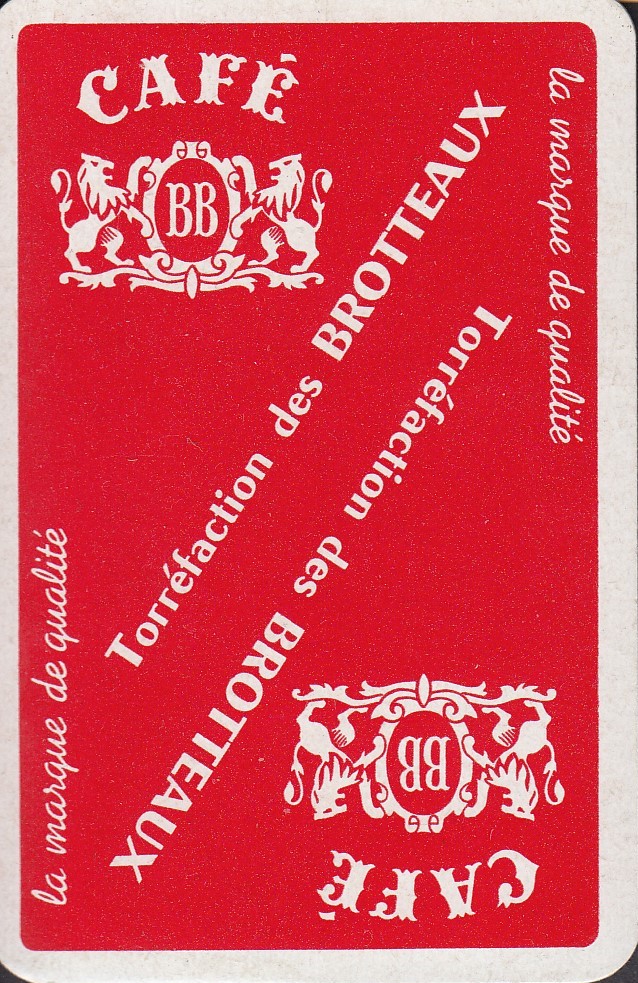 CAFÉ
BB
Torréfaction des BROTTEAUX
la marque de qualité
CAFÉ
BB
Torréfaction des BROTTEAUX
la marque de qualité